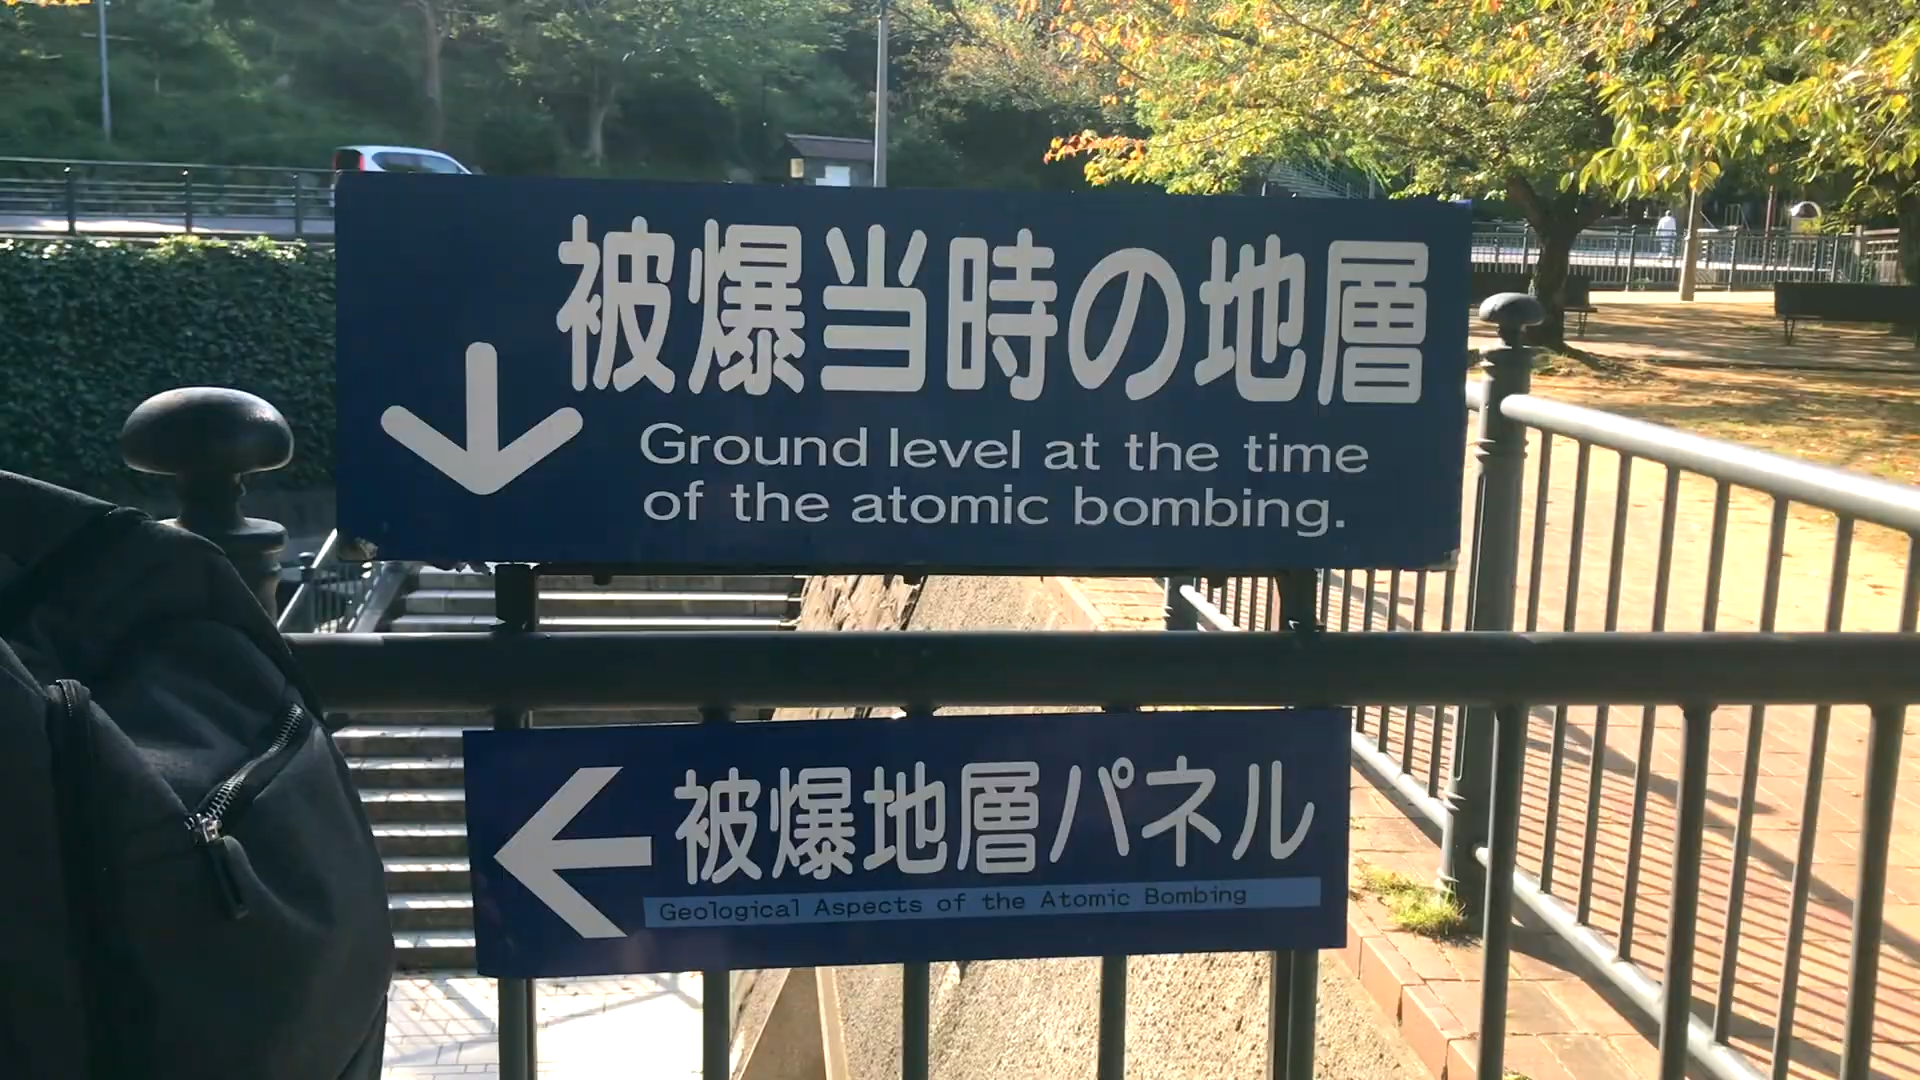 被爆当時の地層
Ground level at the time
of the atomic bombing.
被爆地層パネル
Geological Aspects of the Atomic Bombing